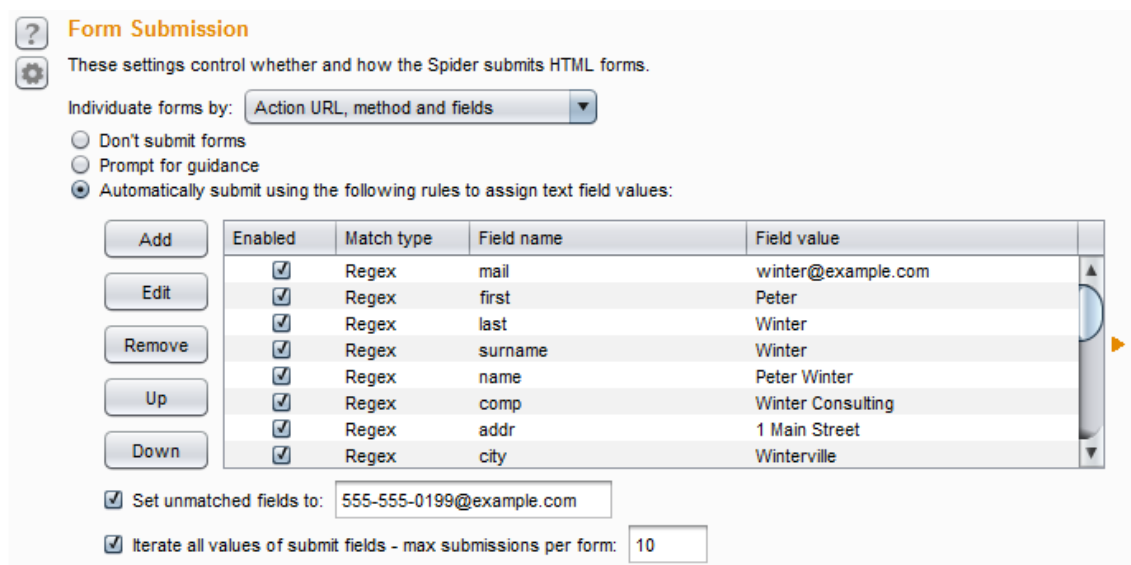 ?
Form Submission
These settings control whether and how the Spider submits HTML forms.
Individuate forms by: Action URL, method and fields
Don't submit forms
Prompt for guidance
Automatically submit using the following rules to assign text field values:
Add
Edit
Remove
Up
Down
Enabled Match type Field name Field value
Regex mail winter@example.com
Regex first Peter
Regex last Winter
Regex surname Winter
Regex name Peter Winter
Regex comp Winter Consulting
Regex addr 1 Main Street
Regex city Winterville
Set unmatched fields to: 555-555-0199@example.com
Iterate all values of submit fields - max submissions per form: 10